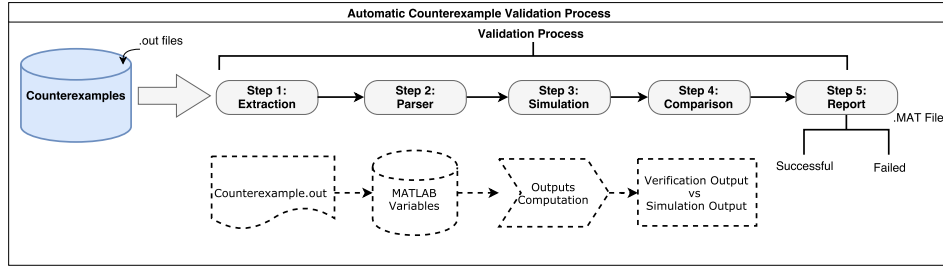 Automatic Counterexample Validation Process
.out files
Validation Process
Counterexamples
Step 1:
Extraction
Step 2:
Parser
Step 3:
Simulation
Step 4:
Comparison
Step 5:
Report
.MAT File
Successful
Failed
Counterexample.out
MATLAB
Variables
Outputs
Computation
Verification Output
vs
Simulation Output